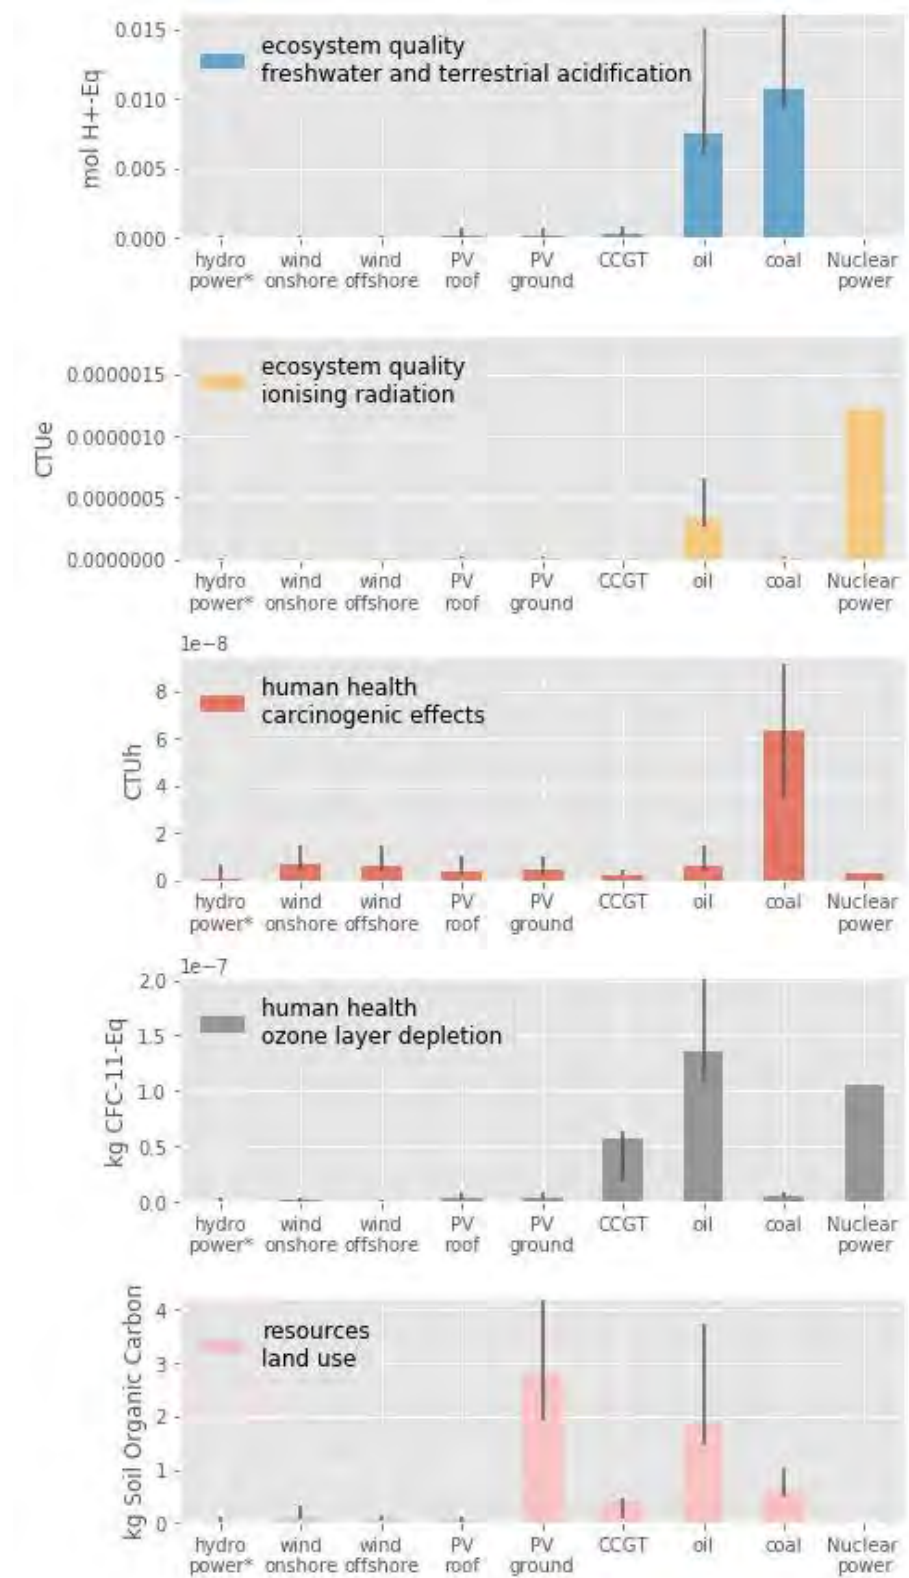 0.015
0.010
0.005
0.000
mol H+-Eq
ecosystem quality
freshwater and terrestrial acidification
hydro wind wind PV PV CCGT oil coal Nuclear
power* onshore offshore roof ground power
0.0000015
0.0000010
0.0000005
0.0000000
CTUe
ecosystem quality
ionising radiation
hydro wind wind PV PV CCGT oil coal Nuclear
power* onshore offshore roof ground power
1e−8
8
6
4
2
0
CTUh
human health
carcinogenic effects
hydro wind wind PV PV CCGT oil coal Nuclear
power* onshore offshore roof ground power
1e−7
2.0
1.5
1.0
0.5
0.0
kg CFC-11-Eq
human health
ozone layer depletion
hydro wind wind PV PV CCGT oil coal Nuclear
power* onshore offshore roof ground power
4
3
2
1
0
kg Soil Organic Carbon
resources
land use
hydro wind wind PV PV CCGT oil coal Nuclear
power* onshore offshore roof ground power